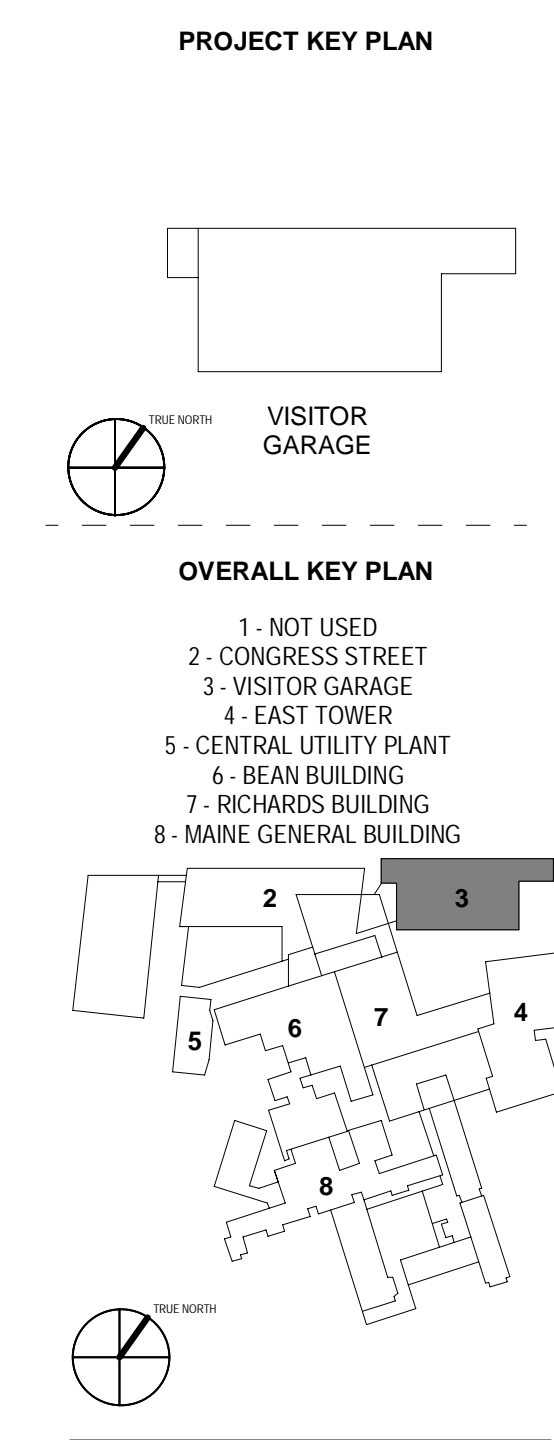 PROJECT KEY PLAN
TRUE NORTH
VISITOR
GARAGE
OVERALL KEY PLAN
1 - NOT USED
2 - CONGRESS STREET
3 - VISITOR GARAGE
4 - EAST TOWER
5 - CENTRAL UTILITY PLANT
6 - BEAN BUILDING
7 - RICHARDS BUILDING
8 - MAINE GENERAL BUILDING
2
3
4
7
6
5
8
TRUE NORTH